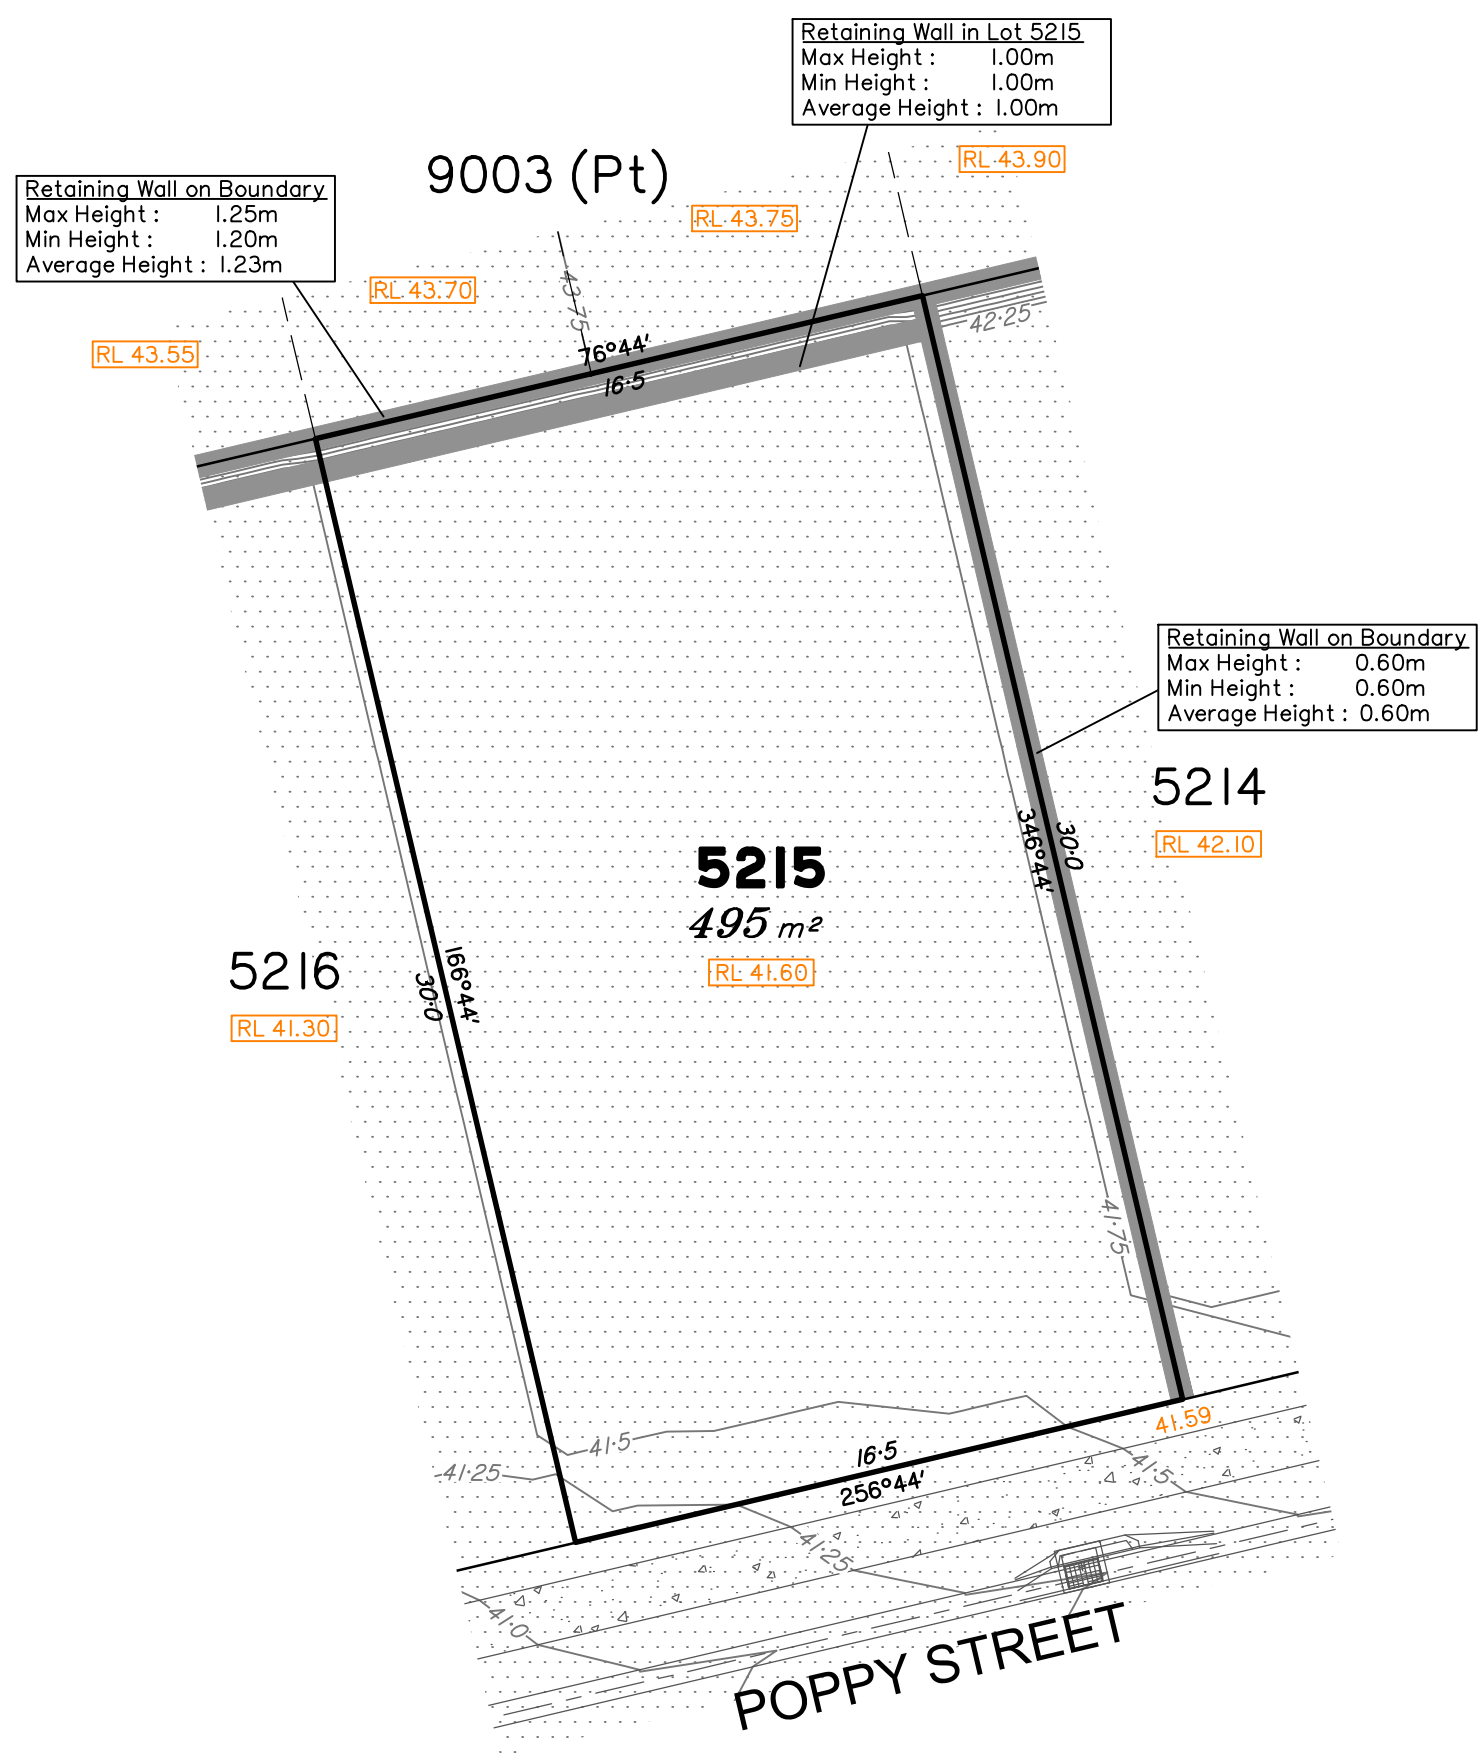 Retaining Wall in Lot 5215
Max Height : 1.00m
Min Height : 1.00m
Average Height : 1.00m
RL 43.90
9003 (Pt)
Retaining Wall on Boundary
Max Height : 1.25m
Min Height : 1.20m
Average Height : 1.23m
RL 43.75
RL 43.70
43·75
42·25
RL 43.55
76°44'
16·5
Retaining Wall on Boundary
Max Height : 0.60m
Min Height : 0.60m
Average Height : 0.60m
5214
RL 42.10
30·0
346°44'
5215
495 m²
RL 41.60
5216
RL 41.30
166°44'
30·0
41·75
41.59
41·5
16·5
256°44'
41·25
41·5
41·25
41·0
POPPY STREET